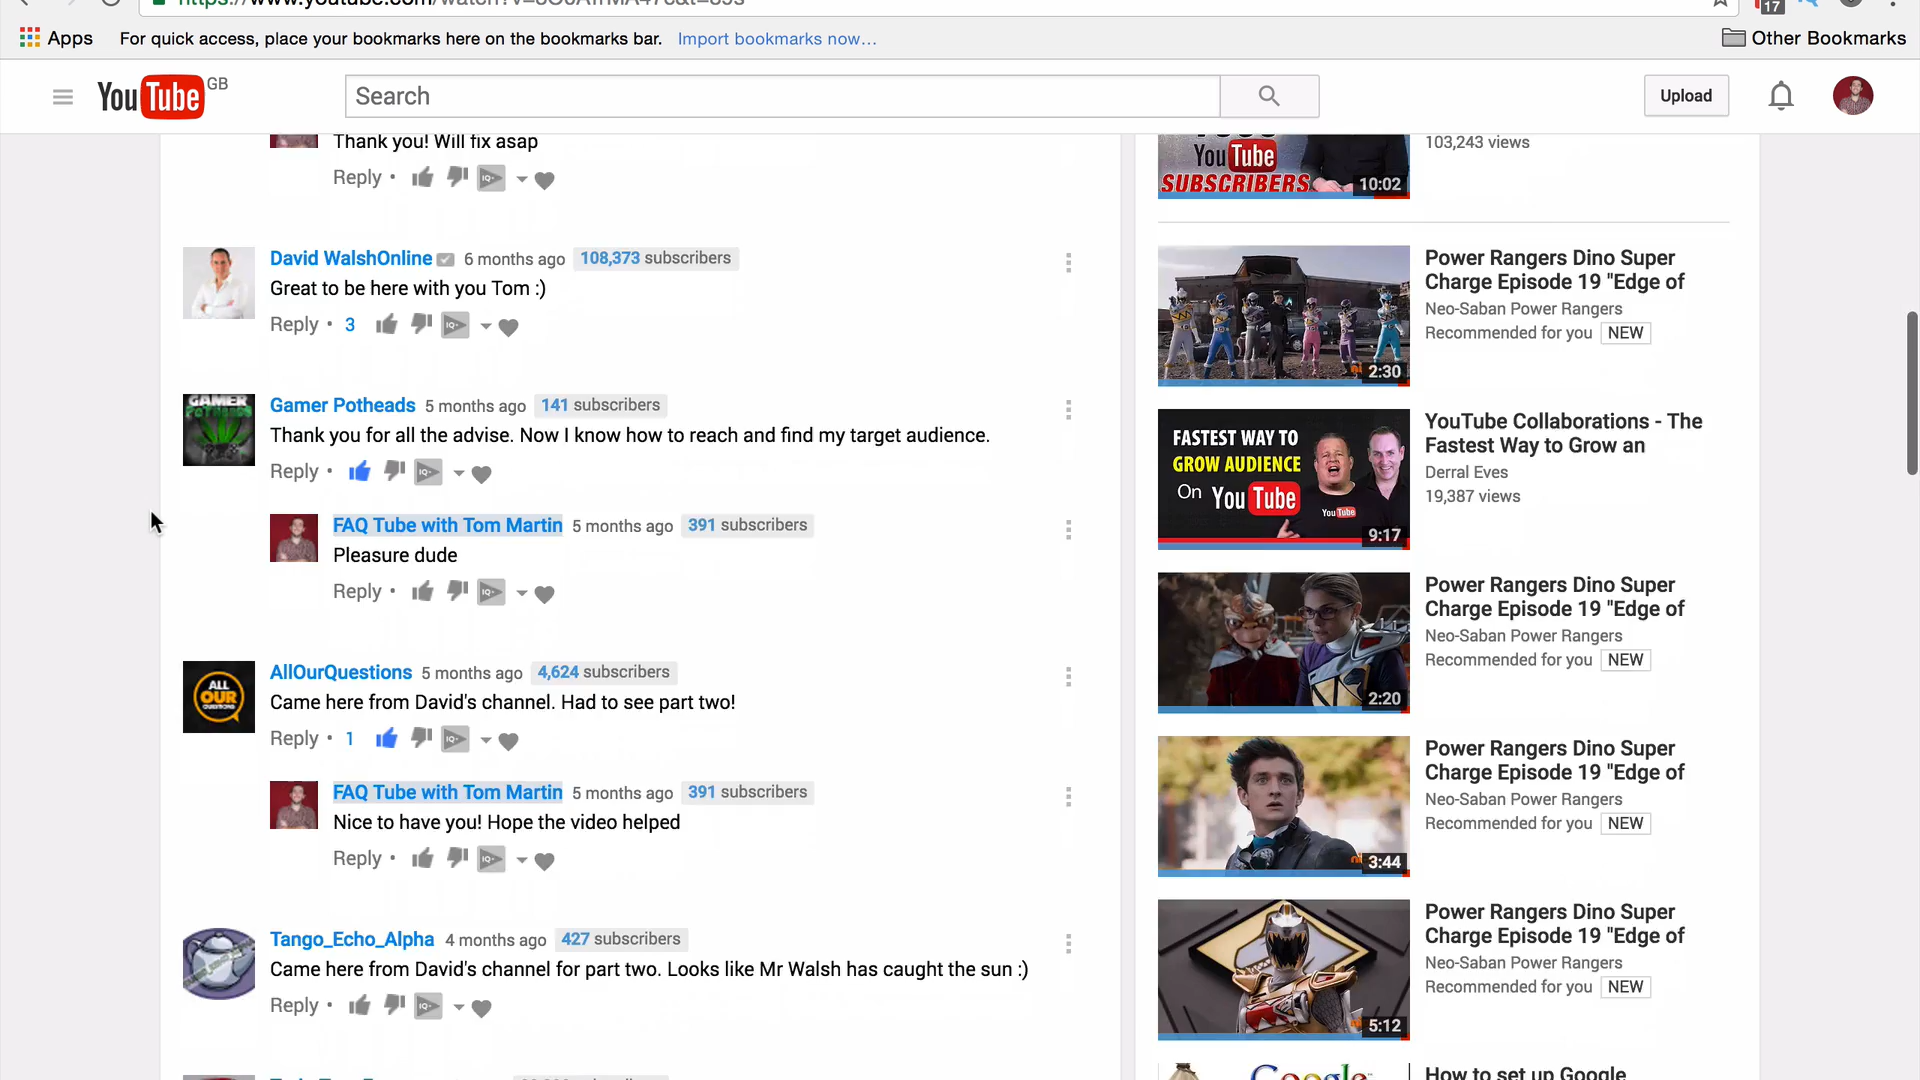 17
Apps
For quick access, place your bookmarks here on the bookmarks bar. Import bookmarks now...
Other Bookmarks
YouTube GB
Search
Upload
Thank you! Will fix asap
Reply •
David WalshOnline 6 months ago 108,373 subscribers
Great to be here with you Tom :)
Reply • 3
GAMER POTHEADS
Gamer Potheads 5 months ago 141 subscribers
Thank you for all the advise. Now I know how to reach and find my target audience.
Reply •
FAQ Tube with Tom Martin 5 months ago 391 subscribers
Pleasure dude
Reply •
ALL
OUR
QUESTIONS
AllOurQuestions 5 months ago 4,624 subscribers
Came here from David's channel. Had to see part two!
Reply • 1
FAQ Tube with Tom Martin 5 months ago 391 subscribers
Nice to have you! Hope the video helped
Reply •
Tango_Echo_Alpha 4 months ago 427 subscribers
Came here from David's channel for part two. Looks like Mr Walsh has caught the sun :)
Reply •
YouTube
SUBSCRIBERS
10:02
103,243 views
2:30
Power Rangers Dino Super
Charge Episode 19 "Edge of
Neo-Saban Power Rangers
Recommended for you NEW
FASTEST WAY TO
GROW AUDIENCE
On YouTube
YouTube
9:17
YouTube Collaborations - The
Fastest Way to Grow an
Derral Eves
19,387 views
2:20
Power Rangers Dino Super
Charge Episode 19 "Edge of
Neo-Saban Power Rangers
Recommended for you NEW
3:44
Power Rangers Dino Super
Charge Episode 19 "Edge of
Neo-Saban Power Rangers
Recommended for you NEW
5:12
Power Rangers Dino Super
Charge Episode 19 "Edge of
Neo-Saban Power Rangers
Recommended for you NEW
Google
How to set up Google